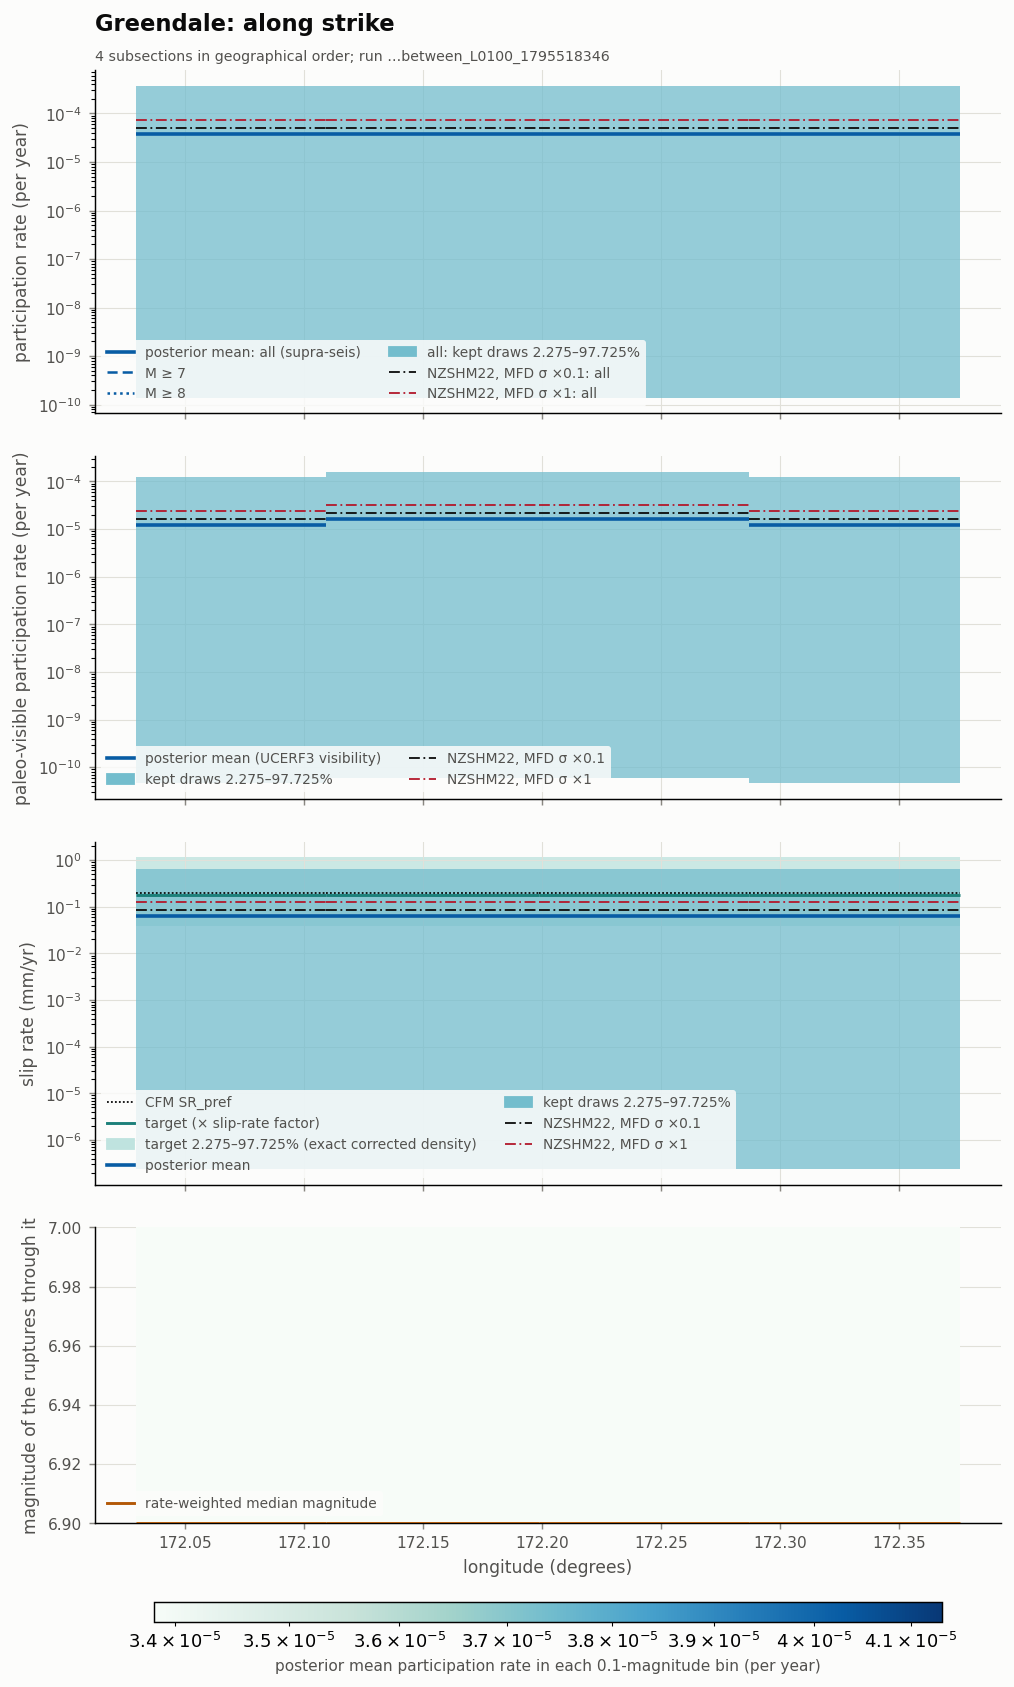 Greendale: along strike
4 subsections in geographical order; run ...between_L0100_1795518346
participation rate (per year)
10⁻⁴
10⁻⁵
10⁻⁶
10⁻⁷
10⁻⁸
10⁻⁹
10⁻¹⁰
posterior mean: all (supra-seis)
M ≥ 7
M ≥ 8
all: kept draws 2.275–97.725%
NZSHM22, MFD σ ×0.1: all
NZSHM22, MFD σ ×1: all
paleo-visible participation rate (per year)
10⁻⁴
10⁻⁵
10⁻⁶
10⁻⁷
10⁻⁸
10⁻⁹
10⁻¹⁰
posterior mean (UCERF3 visibility)
kept draws 2.275–97.725%
NZSHM22, MFD σ ×0.1
NZSHM22, MFD σ ×1
slip rate (mm/yr)
10⁰
10⁻¹
10⁻²
10⁻³
10⁻⁴
10⁻⁵
10⁻⁶
CFM SR_pref
target (× slip-rate factor)
target 2.275–97.725% (exact corrected density)
posterior mean
kept draws 2.275–97.725%
NZSHM22, MFD σ ×0.1
NZSHM22, MFD σ ×1
magnitude of the ruptures through it
7.00
6.98
6.96
6.94
6.92
6.90
rate-weighted median magnitude
172.05 172.10 172.15 172.20 172.25 172.30 172.35
longitude (degrees)
3.4 × 10⁻⁵ 3.5 × 10⁻⁵ 3.6 × 10⁻⁵ 3.7 × 10⁻⁵ 3.8 × 10⁻⁵ 3.9 × 10⁻⁵ 4 × 10⁻⁵ 4.1 × 10⁻⁵
posterior mean participation rate in each 0.1-magnitude bin (per year)